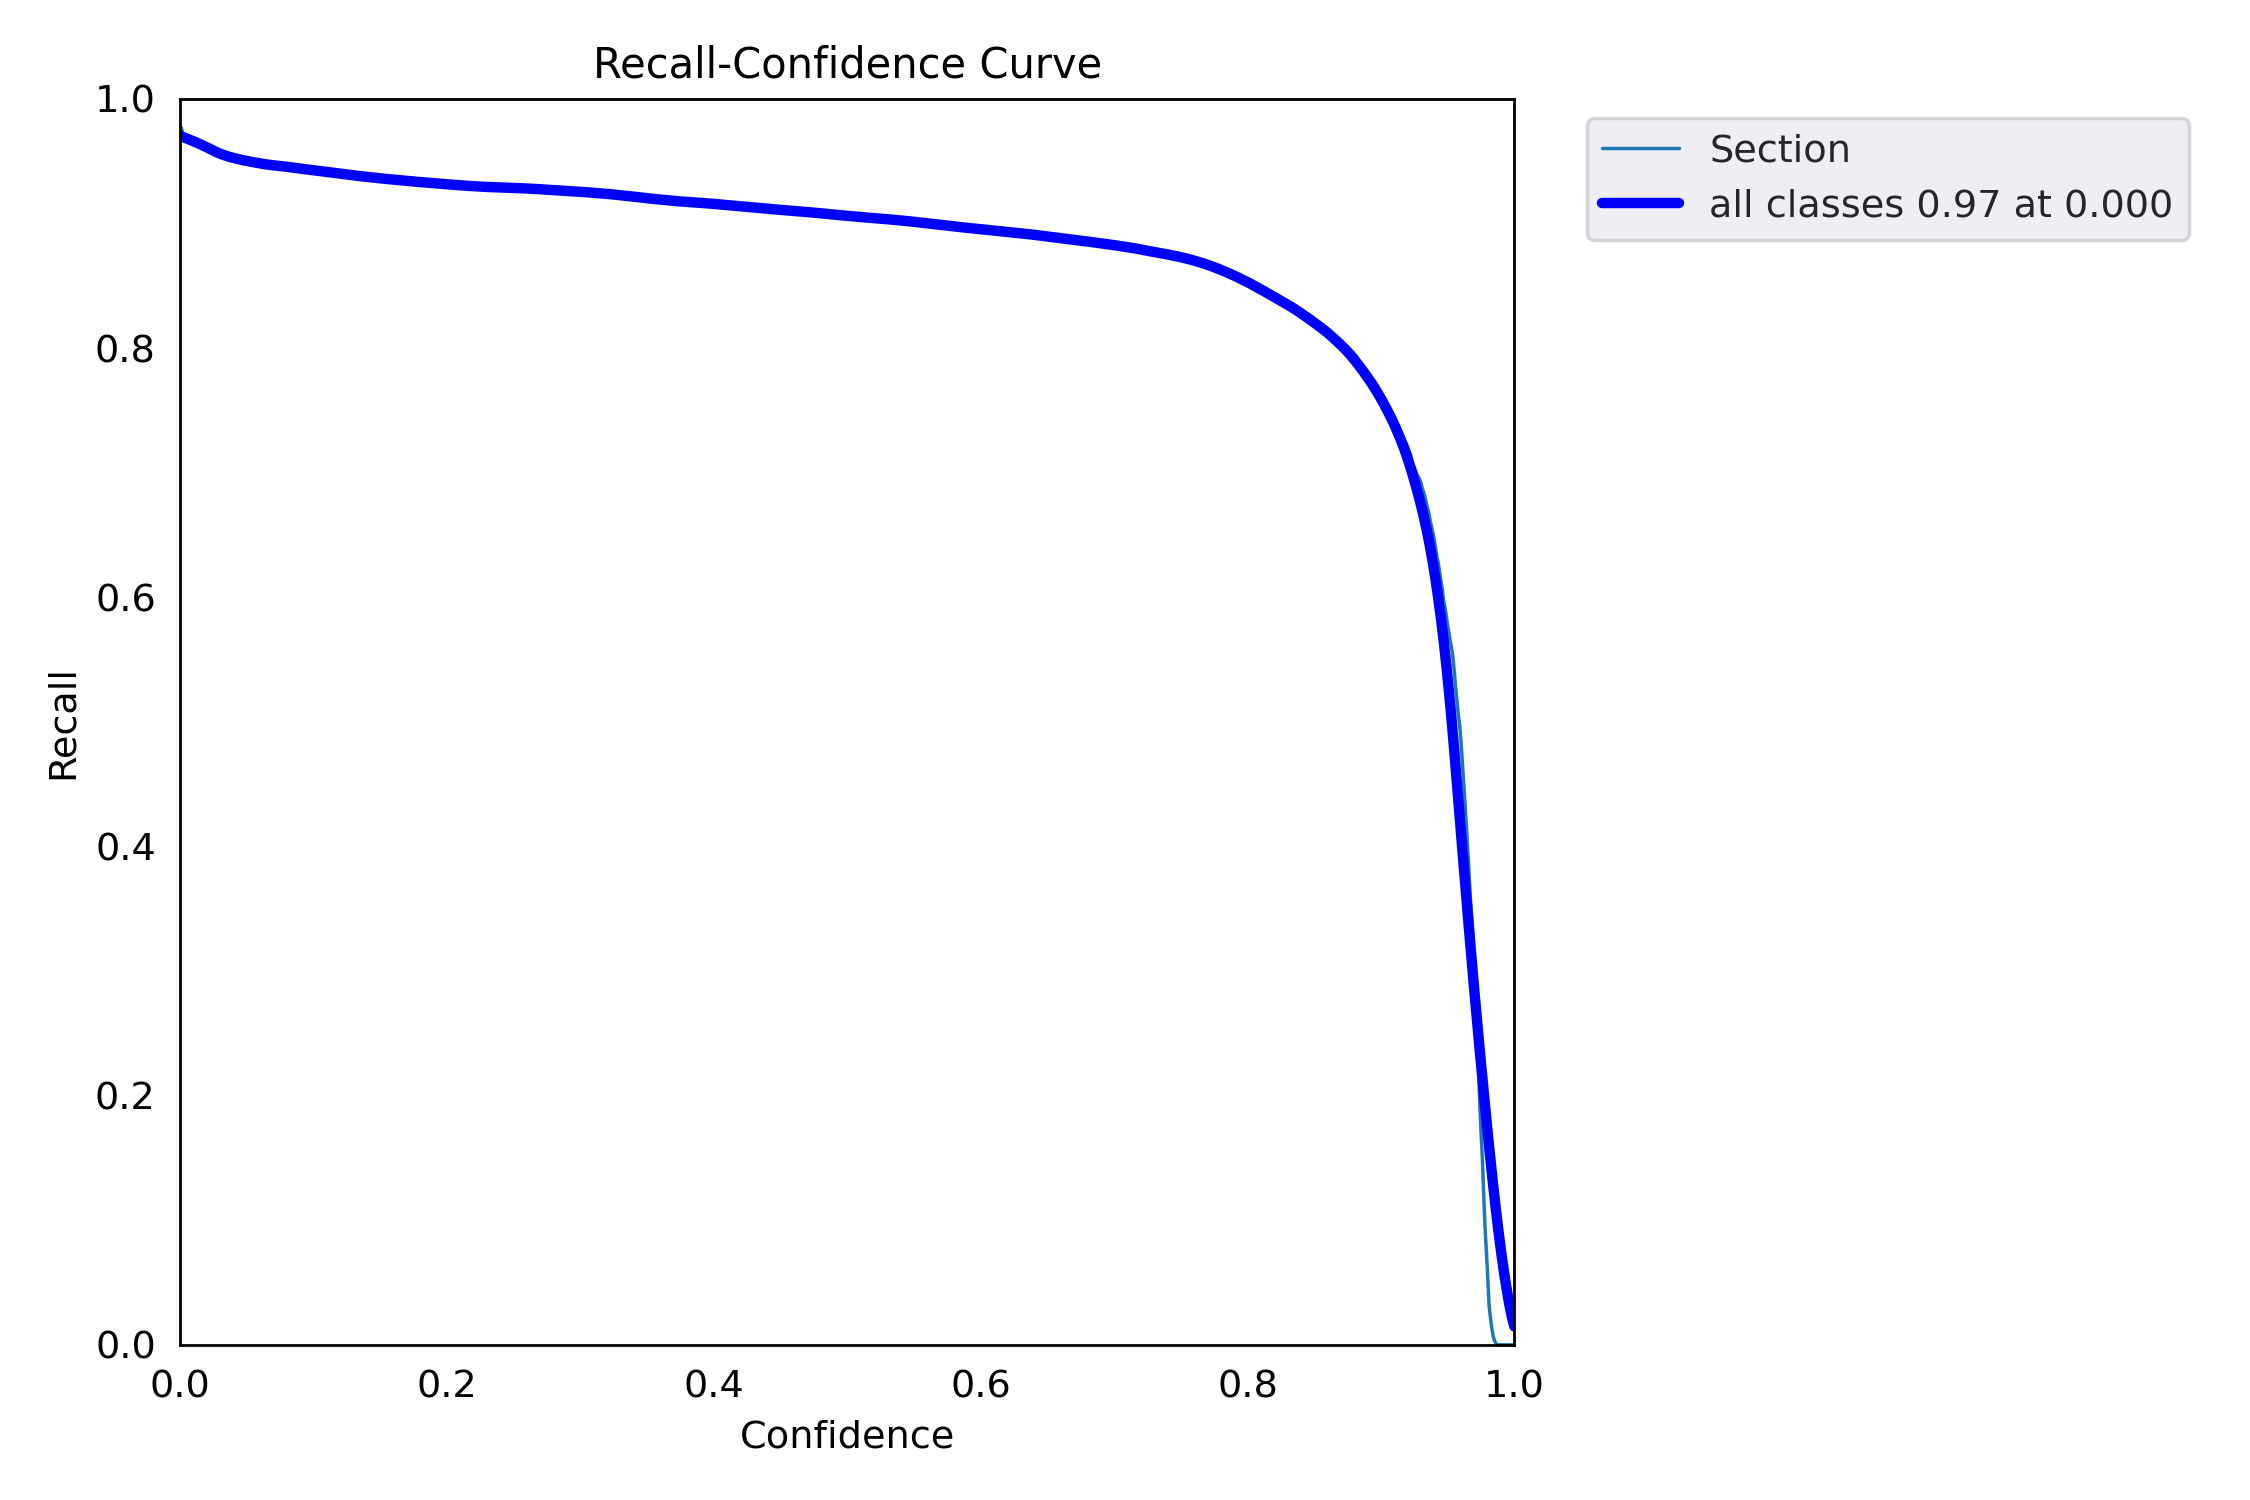 Recall-Confidence Curve
1.0
0.8
0.6
0.4
0.2
0.0
Recall
0.0 0.2 0.4 0.6 0.8 1.0
Confidence
Section
all classes 0.97 at 0.000